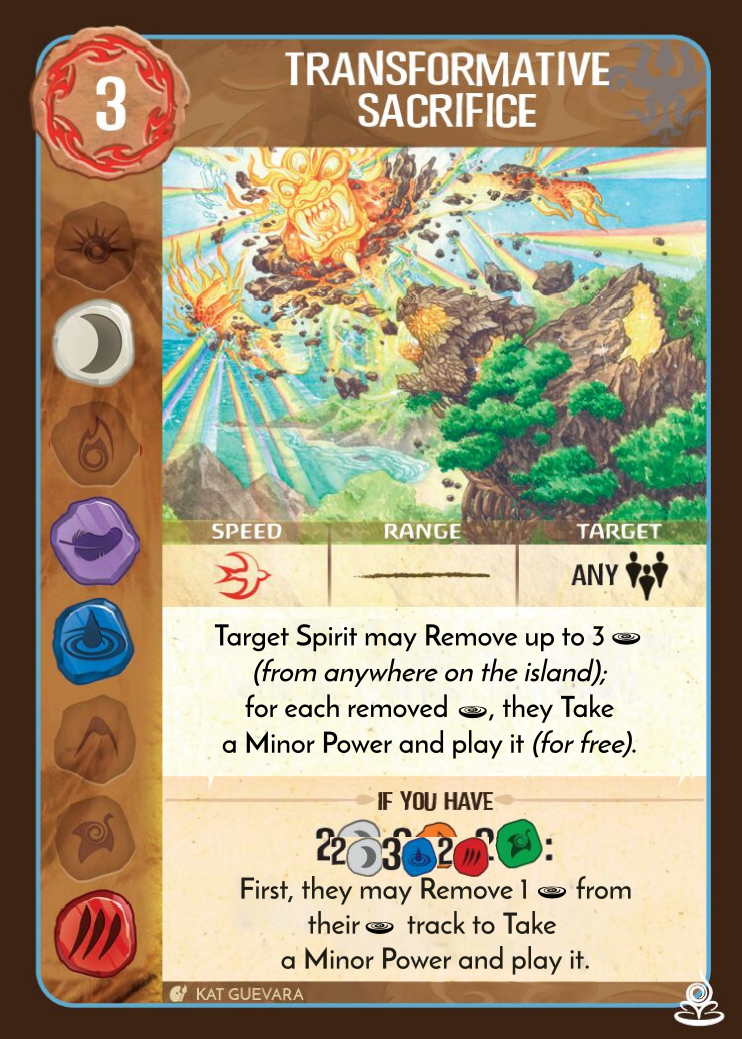 3
TRANSFORMATIVE
SACRIFICE
SPEED RANGE TARGET
ANY
Target Spirit may Remove up to 3
(from anywhere on the island);
for each removed , they Take
a Minor Power and play it (for free).
IF YOU HAVE
2 3 2 :
First, they may Remove 1 from
their track to Take
a Minor Power and play it.
KAT GUEVARA